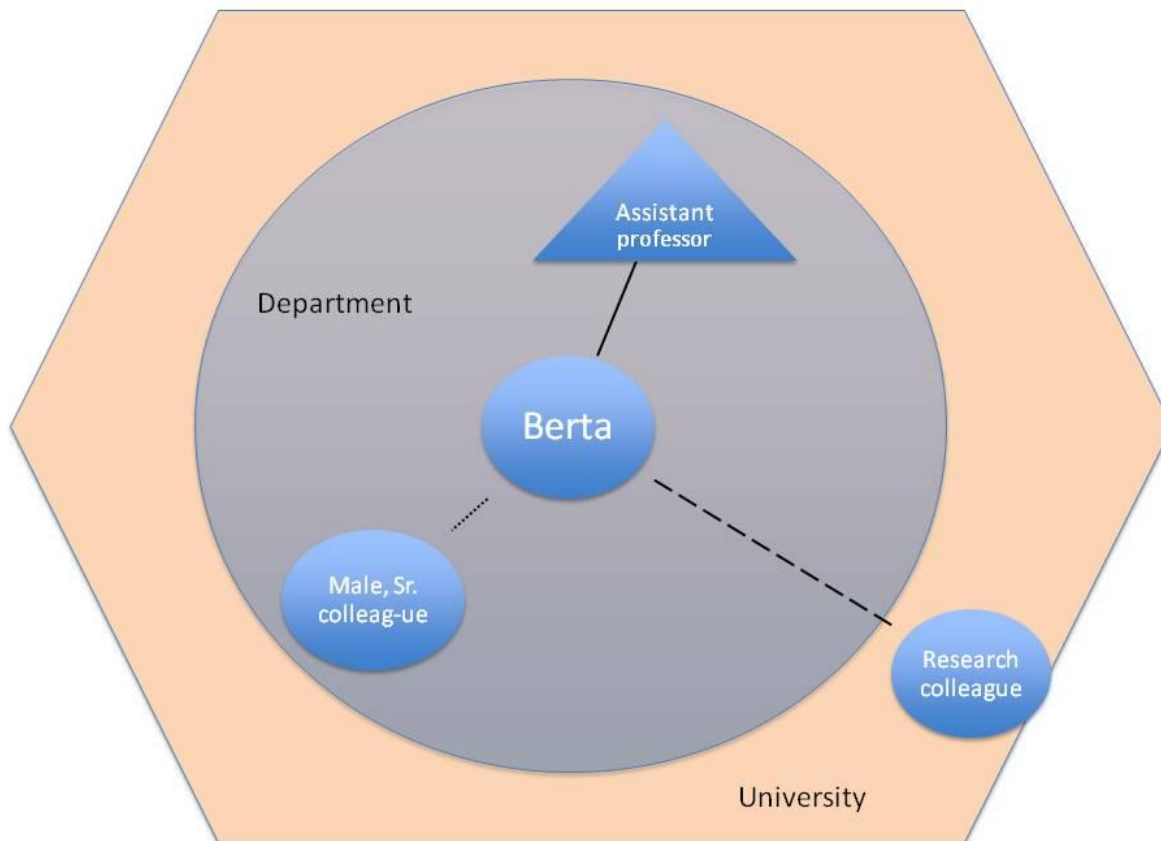 Assistant
professor
Department
Berta
Male, Sr.
colleag-ue
Research
colleague
University